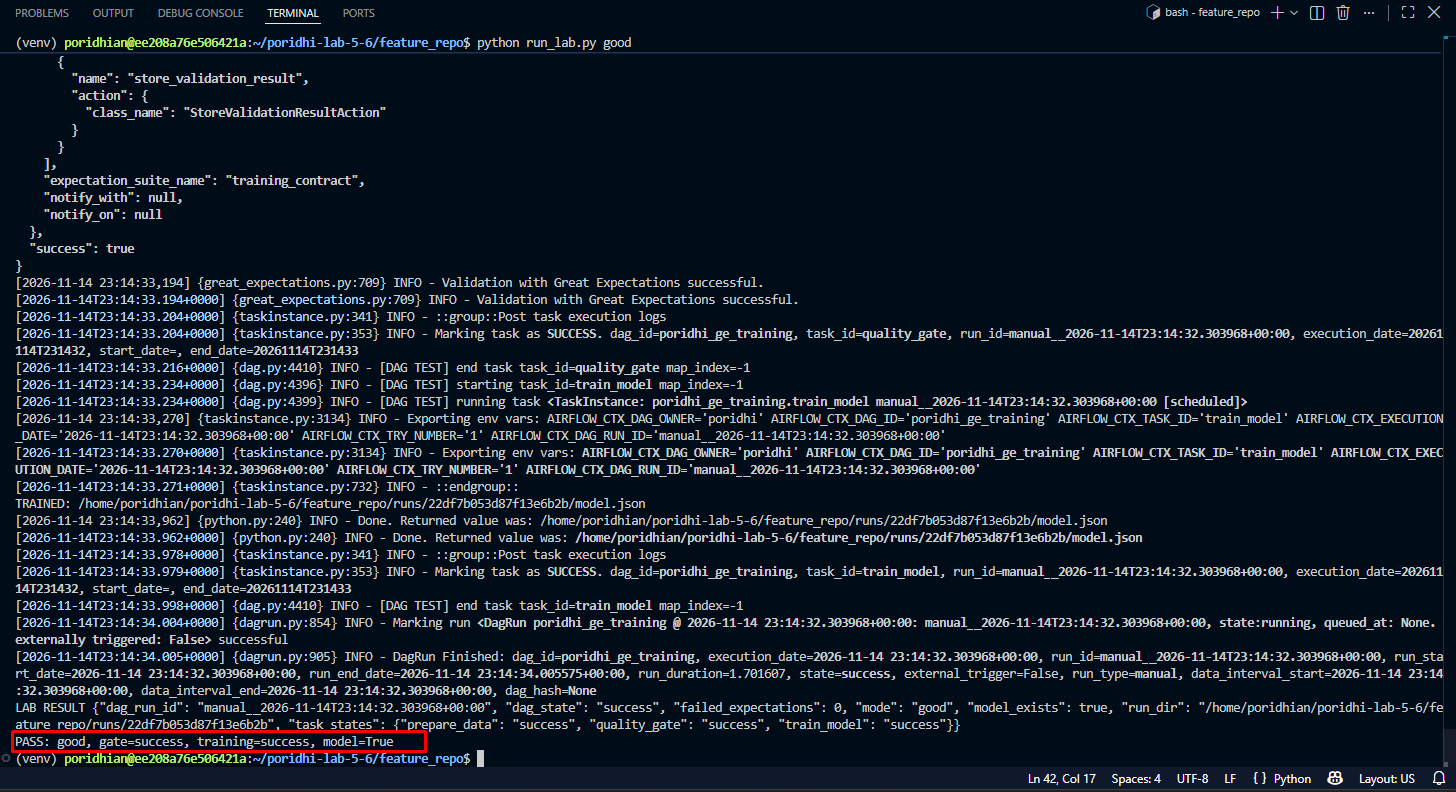 PROBLEMS OUTPUT DEBUG CONSOLE TERMINAL PORTS bash - feature_repo
(venv) poridhian@ee208a76e506421a:~/poridhi-lab-5-6/feature_repo$ python run_lab.py good
{
"name": "store_validation_result",
"action": {
"class_name": "StoreValidationResultAction"
}
}
],
"expectation_suite_name": "training_contract",
"notify_with": null,
"notify_on": null
},
"success": true
}
[2026-11-14 23:14:33,194] {great_expectations.py:709} INFO - Validation with Great Expectations successful.
[2026-11-14T23:14:33.194+0000] {great_expectations.py:709} INFO - Validation with Great Expectations successful.
[2026-11-14T23:14:33.204+0000] {taskinstance.py:341} INFO - ::group::Post task execution logs
[2026-11-14T23:14:33.204+0000] {taskinstance.py:353} INFO - Marking task as SUCCESS. dag_id=poridhi_ge_training, task_id=quality_gate, run_id=manual__2026-11-14T23:14:32.303968+00:00, execution_date=20261
114T231432, start_date=, end_date=20261114T231433
[2026-11-14T23:14:33.216+0000] {dag.py:4410} INFO - [DAG TEST] end task task_id=quality_gate map_index=-1
[2026-11-14T23:14:33.234+0000] {dag.py:4396} INFO - [DAG TEST] starting task_id=train_model map_index=-1
[2026-11-14T23:14:33.234+0000] {dag.py:4399} INFO - [DAG TEST] running task <TaskInstance: poridhi_ge_training.train_model manual__2026-11-14T23:14:32.303968+00:00 [scheduled]>
[2026-11-14 23:14:33,270] {taskinstance.py:3134} INFO - Exporting env vars: AIRFLOW_CTX_DAG_OWNER='poridhi' AIRFLOW_CTX_DAG_ID='poridhi_ge_training' AIRFLOW_CTX_TASK_ID='train_model' AIRFLOW_CTX_EXECUTION
_DATE='2026-11-14T23:14:32.303968+00:00' AIRFLOW_CTX_TRY_NUMBER='1' AIRFLOW_CTX_DAG_RUN_ID='manual__2026-11-14T23:14:32.303968+00:00'
[2026-11-14T23:14:33.270+0000] {taskinstance.py:3134} INFO - Exporting env vars: AIRFLOW_CTX_DAG_OWNER='poridhi' AIRFLOW_CTX_DAG_ID='poridhi_ge_training' AIRFLOW_CTX_TASK_ID='train_model' AIRFLOW_CTX_EXEC
UTION_DATE='2026-11-14T23:14:32.303968+00:00' AIRFLOW_CTX_TRY_NUMBER='1' AIRFLOW_CTX_DAG_RUN_ID='manual__2026-11-14T23:14:32.303968+00:00'
[2026-11-14T23:14:33.271+0000] {taskinstance.py:732} INFO - ::endgroup::
TRAINED: /home/poridhian/poridhi-lab-5-6/feature_repo/runs/22df7b053d87f13e6b2b/model.json
[2026-11-14 23:14:33,962] {python.py:240} INFO - Done. Returned value was: /home/poridhian/poridhi-lab-5-6/feature_repo/runs/22df7b053d87f13e6b2b/model.json
[2026-11-14T23:14:33.962+0000] {python.py:240} INFO - Done. Returned value was: /home/poridhian/poridhi-lab-5-6/feature_repo/runs/22df7b053d87f13e6b2b/model.json
[2026-11-14T23:14:33.978+0000] {taskinstance.py:341} INFO - ::group::Post task execution logs
[2026-11-14T23:14:33.979+0000] {taskinstance.py:353} INFO - Marking task as SUCCESS. dag_id=poridhi_ge_training, task_id=train_model, run_id=manual__2026-11-14T23:14:32.303968+00:00, execution_date=202611
14T231432, start_date=, end_date=20261114T231433
[2026-11-14T23:14:33.998+0000] {dag.py:4410} INFO - [DAG TEST] end task task_id=train_model map_index=-1
[2026-11-14T23:14:34.004+0000] {dagrun.py:854} INFO - Marking run <DagRun poridhi_ge_training @ 2026-11-14 23:14:32.303968+00:00: manual__2026-11-14T23:14:32.303968+00:00, state:running, queued_at: None.
externally triggered: False> successful
[2026-11-14T23:14:34.005+0000] {dagrun.py:905} INFO - DagRun Finished: dag_id=poridhi_ge_training, execution_date=2026-11-14 23:14:32.303968+00:00, run_id=manual__2026-11-14T23:14:32.303968+00:00, run_sta
rt_date=2026-11-14 23:14:32.303968+00:00, run_end_date=2026-11-14 23:14:34.005575+00:00, run_duration=1.701607, state=success, external_trigger=False, run_type=manual, data_interval_start=2026-11-14 23:14
:32.303968+00:00, data_interval_end=2026-11-14 23:14:32.303968+00:00, dag_hash=None
LAB RESULT {"dag_run_id": "manual__2026-11-14T23:14:32.303968+00:00", "dag_state": "success", "failed_expectations": 0, "mode": "good", "model_exists": true, "run_dir": "/home/poridhian/poridhi-lab-5-6/fe
ature_repo/runs/22df7b053d87f13e6b2b", "task_states": {"prepare_data": "success", "quality_gate": "success", "train_model": "success"}}
PASS: good, gate=success, training=success, model=True
(venv) poridhian@ee208a76e506421a:~/poridhi-lab-5-6/feature_repo$
Ln 42, Col 17 Spaces: 4 UTF-8 LF { } Python Layout: US